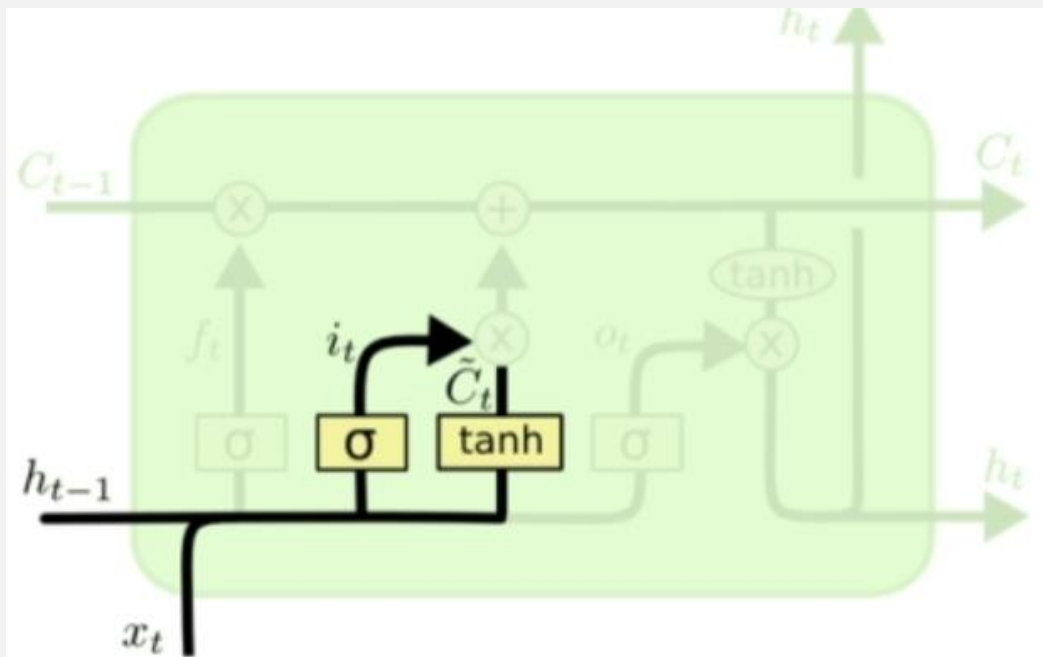 h_t
C_{t-1}
C_t
×
+
tanh
f_t
i_t
×
o_t
×
C̃_t
σ
σ
tanh
σ
h_{t-1}
h_t
x_t